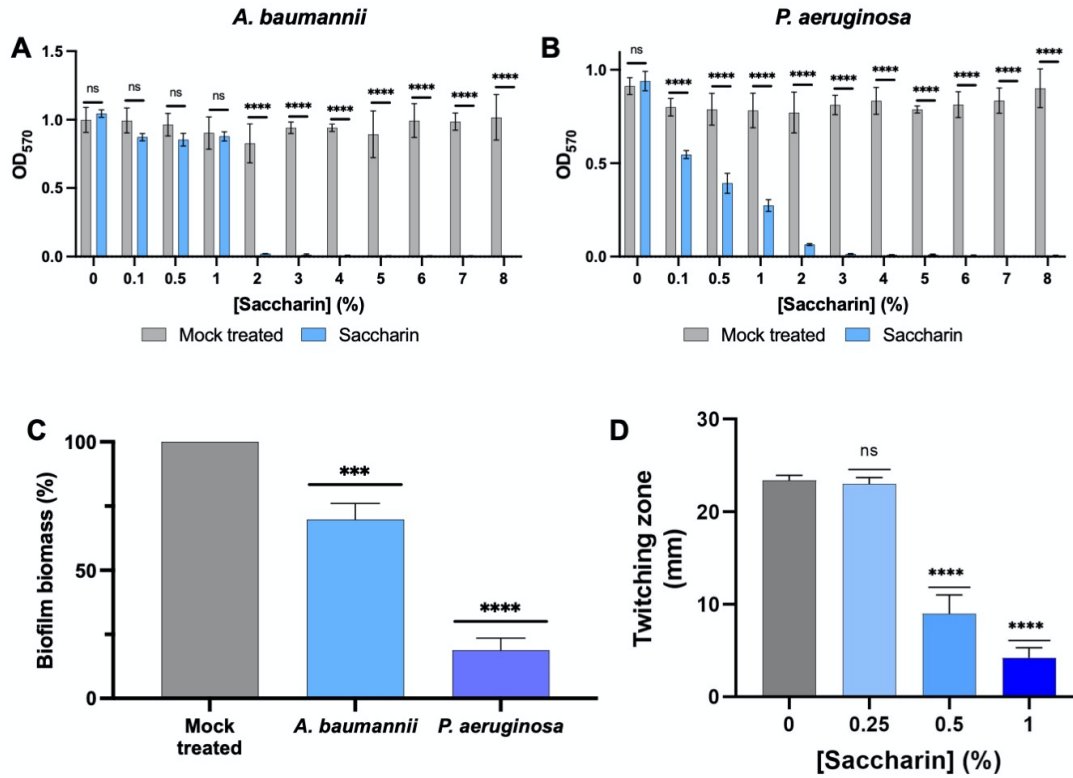 A. baumannii
P. aeruginosa
A
1.5
1.0
0.5
0.0
OD570
ns ns ns ns **** **** **** **** **** **** ****
0 0.1 0.5 1 2 3 4 5 6 7 8
[Saccharin] (%)
Mock treated Saccharin
B
1.0
0.5
0.0
OD570
ns **** **** **** **** **** **** **** **** **** ****
0 0.1 0.5 1 2 3 4 5 6 7 8
[Saccharin] (%)
Mock treated Saccharin
C
100
50
0
Biofilm biomass (%)
***
****
Mock
treated
A. baumannii P. aeruginosa
D
30
20
10
0
Twitching zone
(mm)
ns
****
****
0 0.25 0.5 1
[Saccharin] (%)